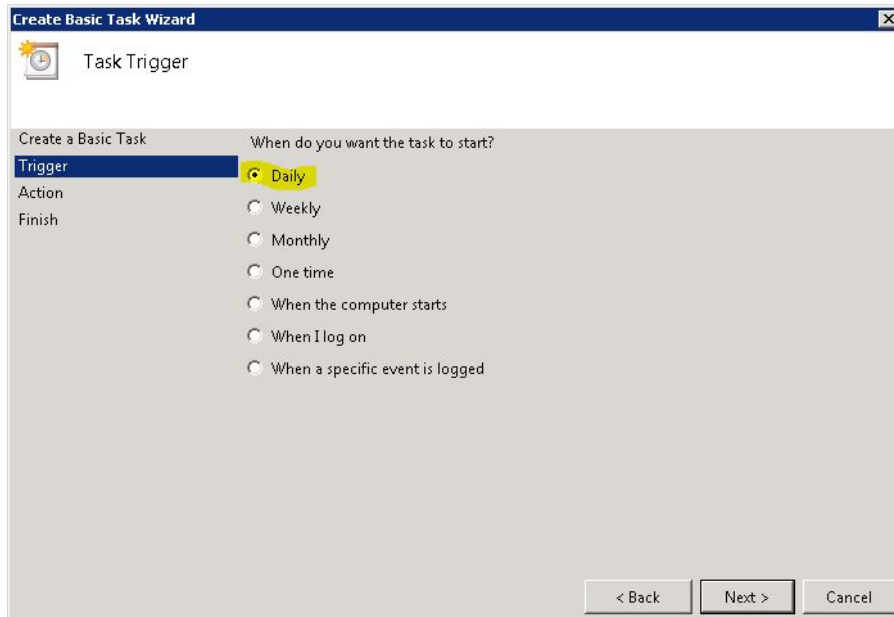 Create Basic Task Wizard
Task Trigger
Create a Basic Task
Trigger
Action
Finish
When do you want the task to start?
Daily
Weekly
Monthly
One time
When the computer starts
When I log on
When a specific event is logged
< Back
Next >
Cancel